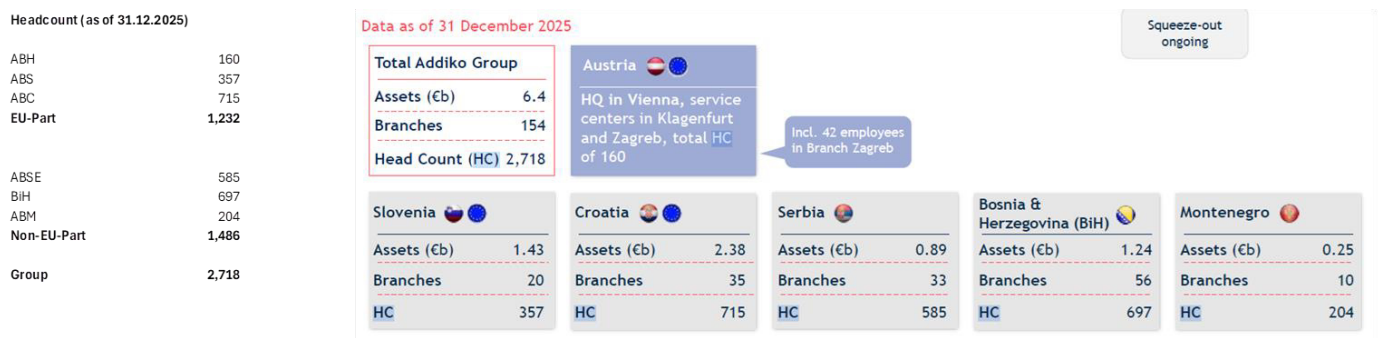 Headcount (as of 31.12.2025)
ABH 160
ABS 357
ABC 715
EU-Part 1,232
ABSE 585
BiH 697
ABM 204
Non-EU-Part 1,486
Group 2,718
Data as of 31 December 2025
Squeeze-out
ongoing
Total Addiko Group
Assets (€b) 6.4
Branches 154
Head Count (HC) 2,718
Austria
HQ in Vienna, service
centers in Klagenfurt
and Zagreb, total HC
of 160
Incl. 42 employees
in Branch Zagreb
Slovenia
Assets (€b) 1.43
Branches 20
HC 357
Croatia
Assets (€b) 2.38
Branches 35
HC 715
Serbia
Assets (€b) 0.89
Branches 33
HC 585
Bosnia &
Herzegovina (BiH)
Assets (€b) 1.24
Branches 56
HC 697
Montenegro
Assets (€b) 0.25
Branches 10
HC 204